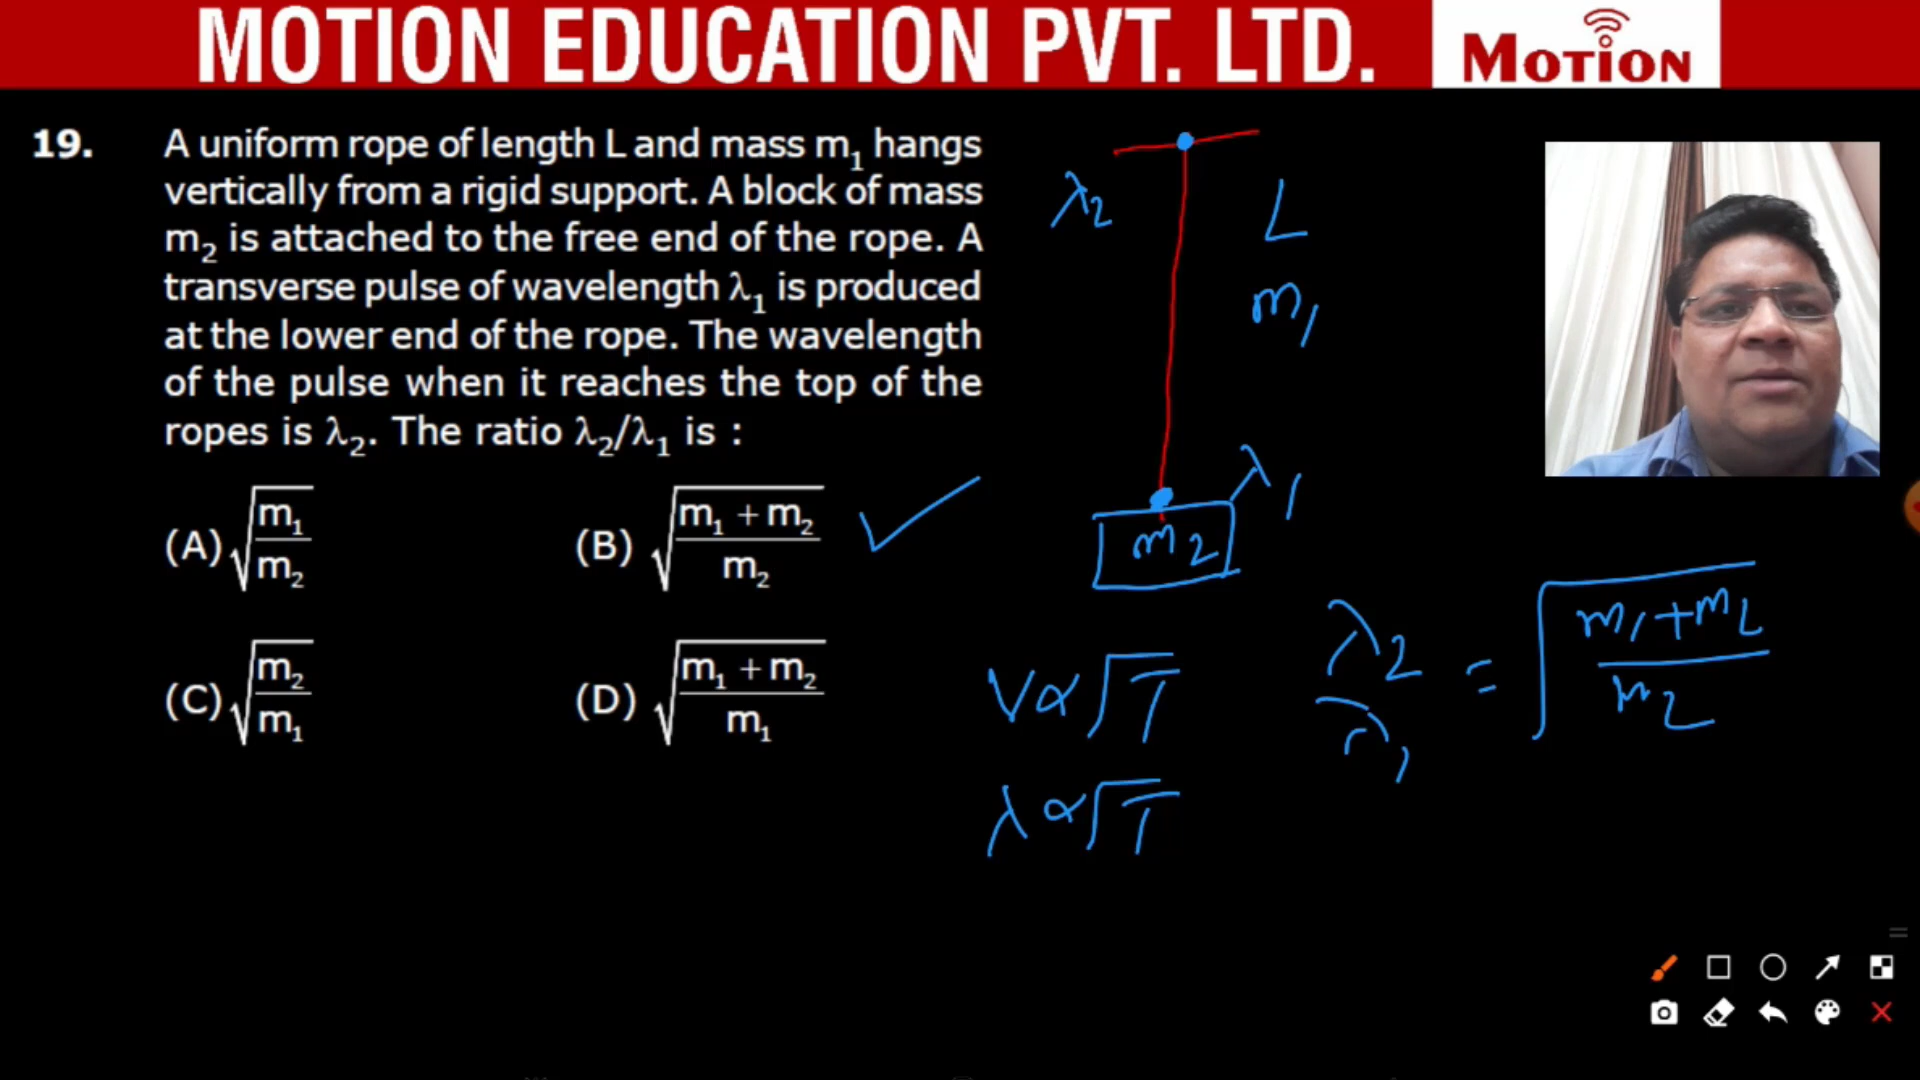 MOTION EDUCATION PVT. LTD.
MOTION
19. A uniform rope of length L and mass m₁ hangs
vertically from a rigid support. A block of mass
m₂ is attached to the free end of the rope. A
transverse pulse of wavelength λ₁ is produced
at the lower end of the rope. The wavelength
of the pulse when it reaches the top of the
ropes is λ₂. The ratio λ₂/λ₁ is :
(A) √(m₁/m₂) (B) √((m₁ + m₂)/m₂)
(C) √(m₂/m₁) (D) √((m₁ + m₂)/m₁)
λ₂
L
m₁
λ₁
m₂
V∝√T
λ∝√T
λ₂/λ₁ = √((m₁+m₂)/m₂)